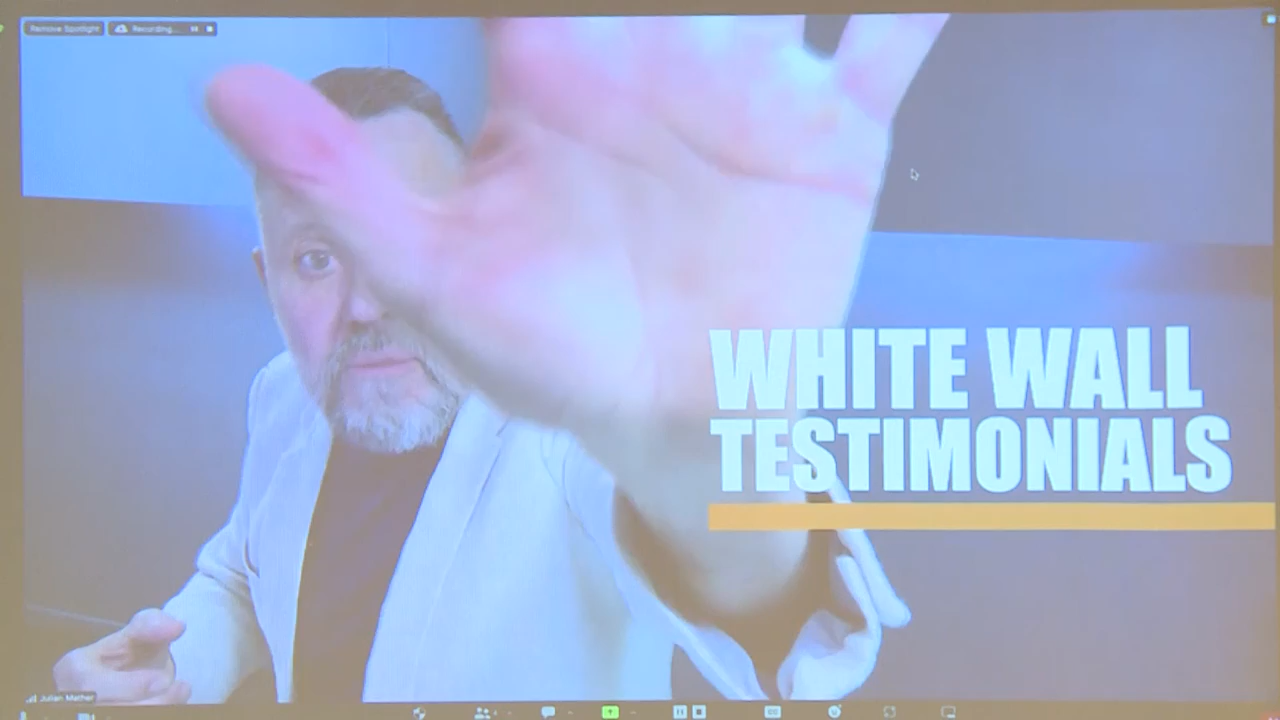 Remove Spotlight
Recording...
WHITE WALL
TESTIMONIALS
Julian Mather